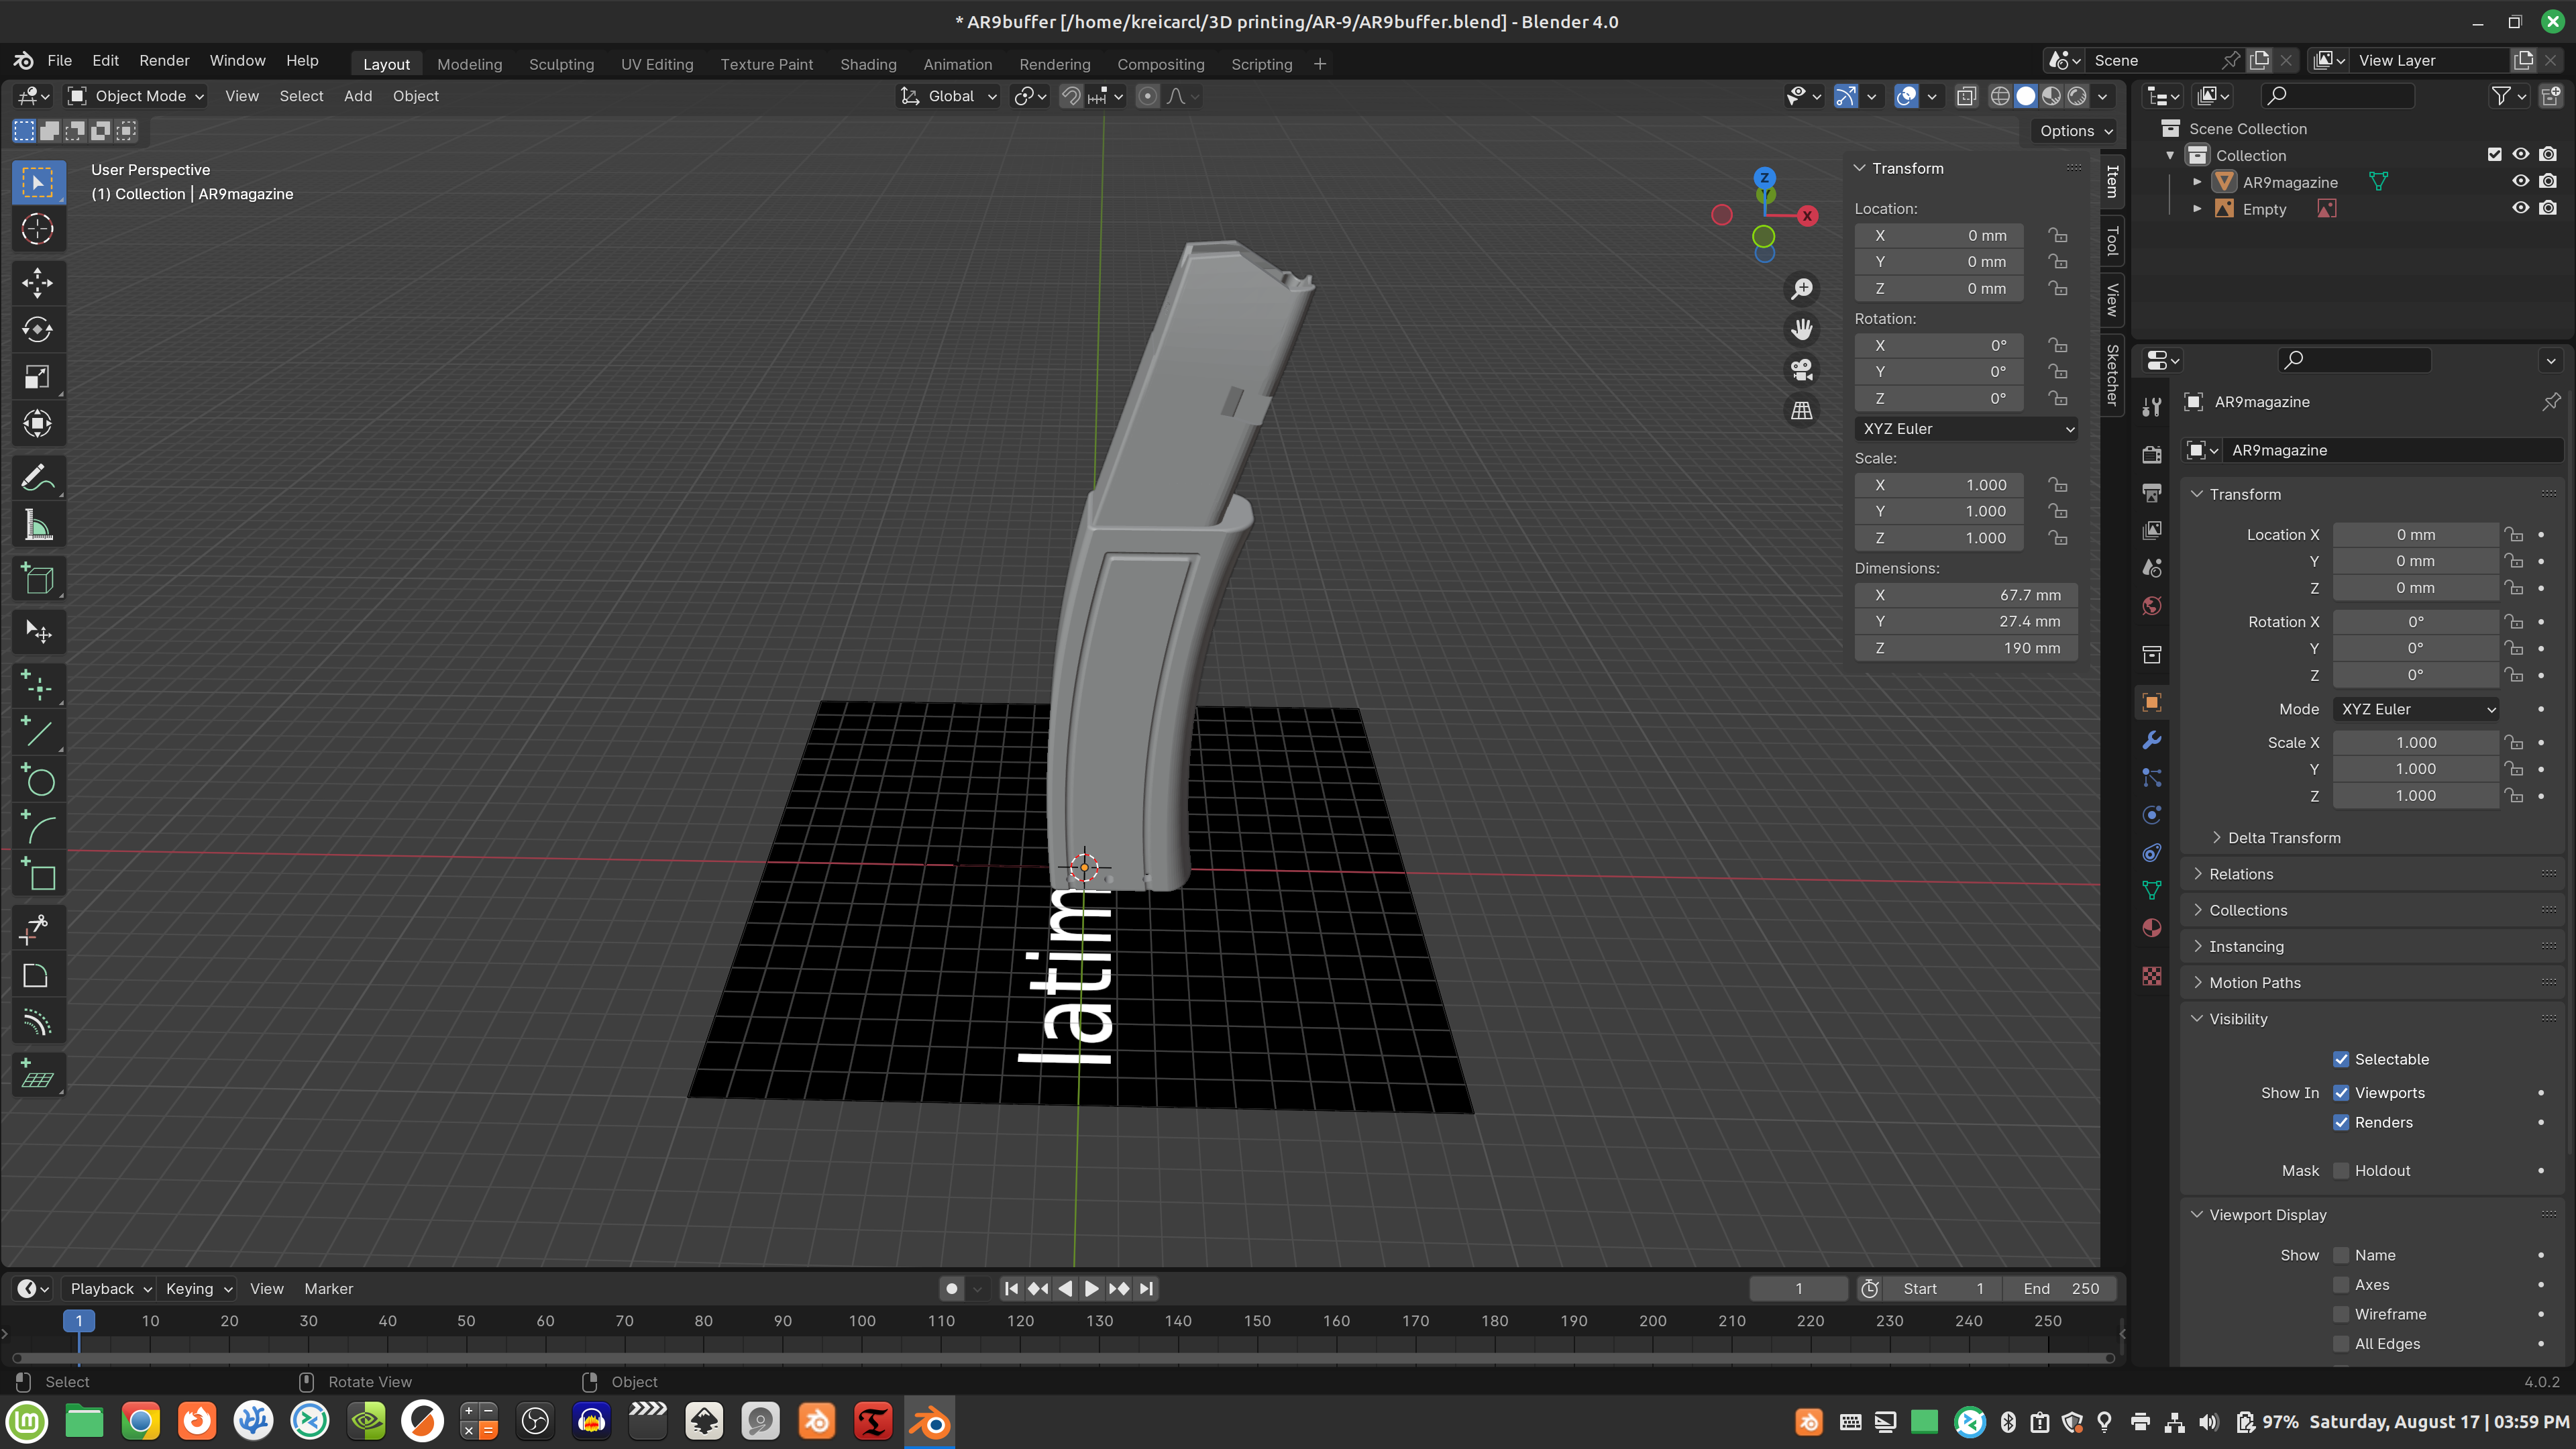 * AR9buffer [/home/kreicarcl/3D printing/AR-9/AR9buffer.blend] - Blender 4.0
File Edit Render Window Help Layout Modeling Sculpting UV Editing Texture Paint Shading Animation Rendering Compositing Scripting + Scene View Layer
Object Mode View Select Add Object Global
Options
User Perspective
(1) Collection | AR9magazine
Z
X
Transform
Location:
X 0 mm
Y 0 mm
Z 0 mm
Rotation:
X 0°
Y 0°
Z 0°
XYZ Euler
Scale:
X 1.000
Y 1.000
Z 1.000
Dimensions:
X 67.7 mm
Y 27.4 mm
Z 190 mm
Item
Tool
View
Sketcher
Scene Collection
Collection
AR9magazine
Empty
AR9magazine
AR9magazine
Transform
Location X 0 mm
Y 0 mm
Z 0 mm
Rotation X 0°
Y 0°
Z 0°
Mode XYZ Euler
Scale X 1.000
Y 1.000
Z 1.000
Delta Transform
Relations
Collections
Instancing
Motion Paths
Visibility
Selectable
Show In Viewports
Renders
Mask Holdout
Viewport Display
Show Name
Axes
Wireframe
All Edges
latim
Playback Keying View Marker 1 Start 1 End 250
1 10 20 30 40 50 60 70 80 90 100 110 120 130 140 150 160 170 180 190 200 210 220 230 240 250
Select Rotate View Object 4.0.2
97% Saturday, August 17 | 03:59 PM